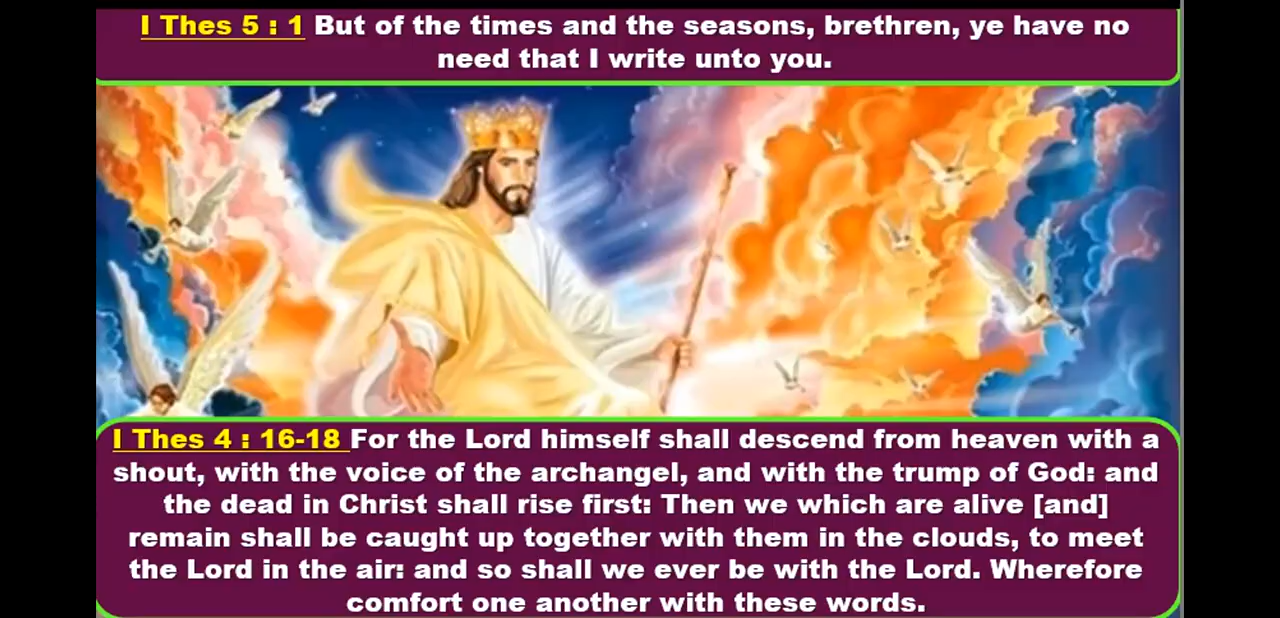 I Thes 5 : 1 But of the times and the seasons, brethren, ye have no
need that I write unto you.
I Thes 4 : 16-18 For the Lord himself shall descend from heaven with a
shout, with the voice of the archangel, and with the trump of God: and
the dead in Christ shall rise first: Then we which are alive [and]
remain shall be caught up together with them in the clouds, to meet
the Lord in the air: and so shall we ever be with the Lord. Wherefore
comfort one another with these words.